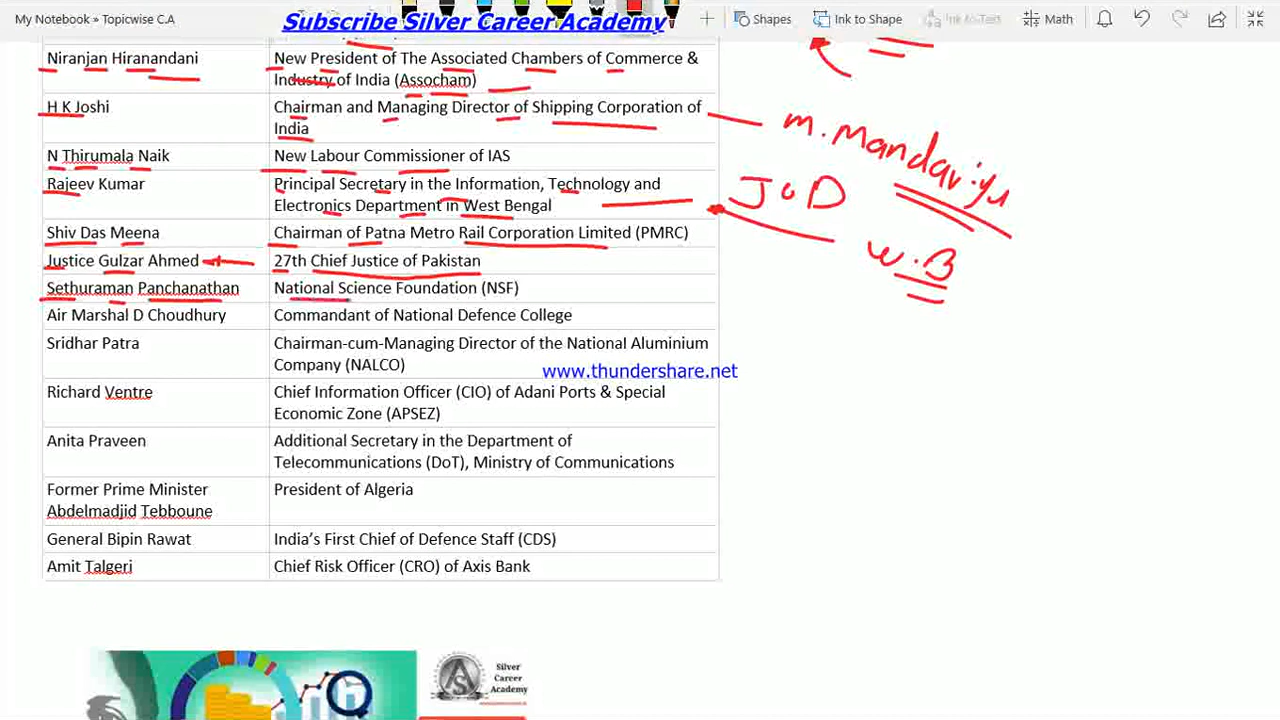 My Notebook » Topicwise C.A
Subscribe Silver Career Academy
Shapes
Ink to Shape
Ink to Text
Math
Niranjan Hiranandani
New President of The Associated Chambers of Commerce &
Industry of India (Assocham)
H K Joshi
Chairman and Managing Director of Shipping Corporation of
India
m. Mandaviya
N Thirumala Naik
New Labour Commissioner of IAS
Rajeev Kumar
Principal Secretary in the Information, Technology and
Electronics Department in West Bengal
J o D
Shiv Das Meena
Chairman of Patna Metro Rail Corporation Limited (PMRC)
W.B
Justice Gulzar Ahmed
27th Chief Justice of Pakistan
Sethuraman Panchanathan
National Science Foundation (NSF)
Air Marshal D Choudhury
Commandant of National Defence College
Sridhar Patra
Chairman-cum-Managing Director of the National Aluminium
Company (NALCO)
www.thundershare.net
Richard Ventre
Chief Information Officer (CIO) of Adani Ports & Special
Economic Zone (APSEZ)
Anita Praveen
Additional Secretary in the Department of
Telecommunications (DoT), Ministry of Communications
Former Prime Minister
Abdelmadjid Tebboune
President of Algeria
General Bipin Rawat
India's First Chief of Defence Staff (CDS)
Amit Talgeri
Chief Risk Officer (CRO) of Axis Bank
Silver
Career
Academy